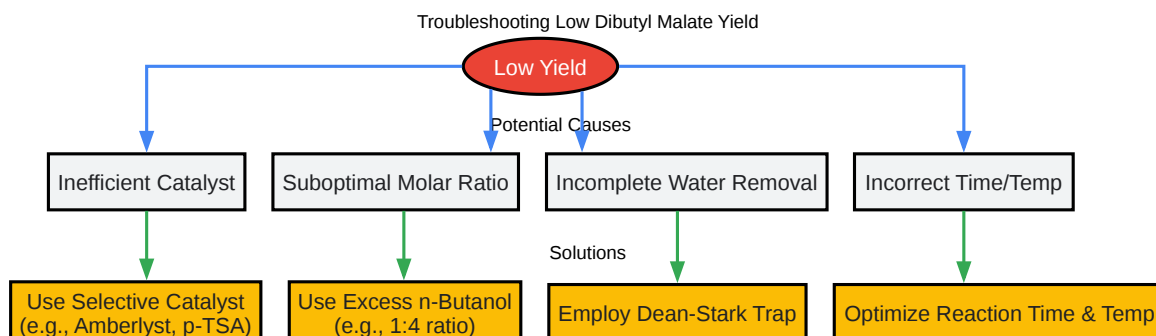 Troubleshooting Low Dibutyl Malate Yield
Low Yield
Potential Causes
Inefficient Catalyst
Suboptimal Molar Ratio
Incomplete Water Removal
Incorrect Time/Temp
Solutions
Use Selective Catalyst
(e.g., Amberlyst, p-TSA)
Use Excess n-Butanol
(e.g., 1:4 ratio)
Employ Dean-Stark Trap
Optimize Reaction Time & Temp